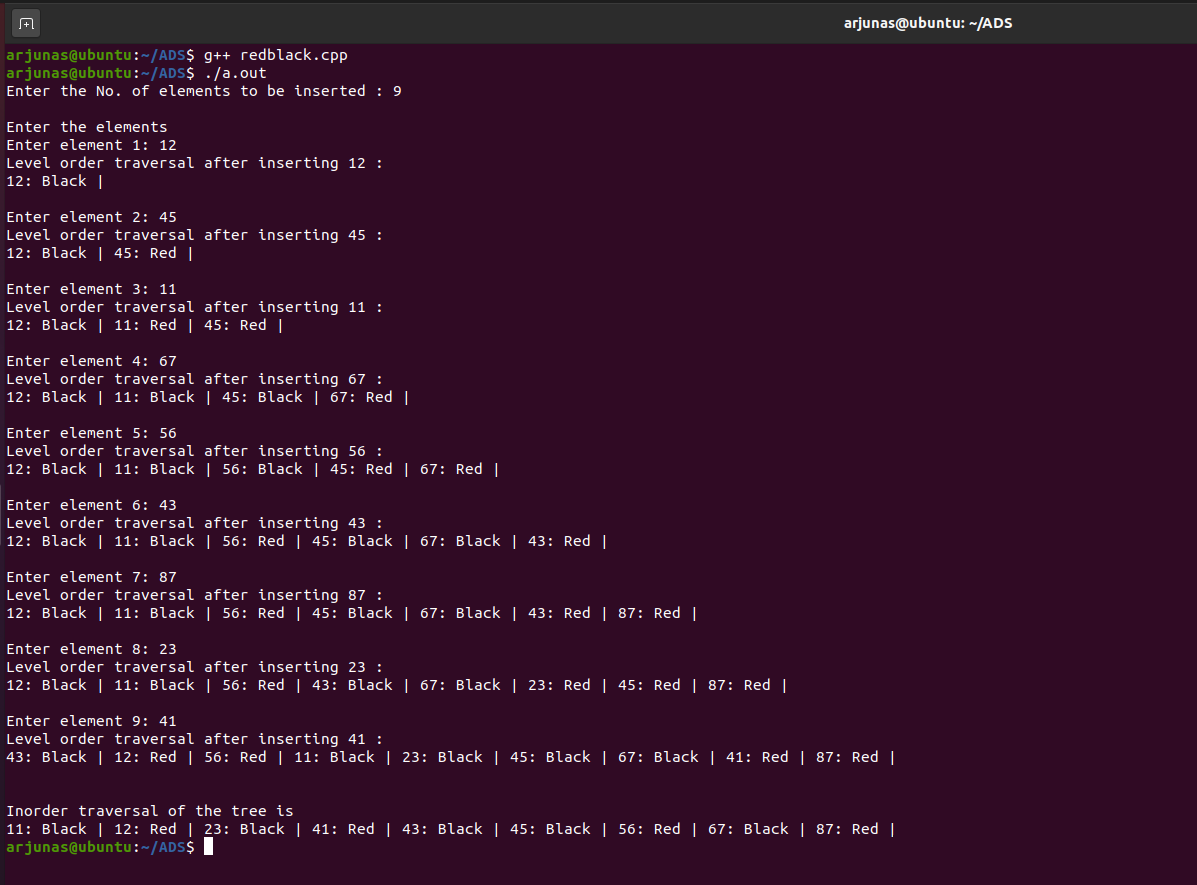 arjunas@ubuntu: ~/ADS
arjunas@ubuntu:~/ADS$ g++ redblack.cpp
arjunas@ubuntu:~/ADS$ ./a.out
Enter the No. of elements to be inserted : 9
Enter the elements
Enter element 1: 12
Level order traversal after inserting 12 :
12: Black |
Enter element 2: 45
Level order traversal after inserting 45 :
12: Black | 45: Red |
Enter element 3: 11
Level order traversal after inserting 11 :
12: Black | 11: Red | 45: Red |
Enter element 4: 67
Level order traversal after inserting 67 :
12: Black | 11: Black | 45: Black | 67: Red |
Enter element 5: 56
Level order traversal after inserting 56 :
12: Black | 11: Black | 56: Black | 45: Red | 67: Red |
Enter element 6: 43
Level order traversal after inserting 43 :
12: Black | 11: Black | 56: Red | 45: Black | 67: Black | 43: Red |
Enter element 7: 87
Level order traversal after inserting 87 :
12: Black | 11: Black | 56: Red | 45: Black | 67: Black | 43: Red | 87: Red |
Enter element 8: 23
Level order traversal after inserting 23 :
12: Black | 11: Black | 56: Red | 43: Black | 67: Black | 23: Red | 45: Red | 87: Red |
Enter element 9: 41
Level order traversal after inserting 41 :
43: Black | 12: Red | 56: Red | 11: Black | 23: Black | 45: Black | 67: Black | 41: Red | 87: Red |
Inorder traversal of the tree is
11: Black | 12: Red | 23: Black | 41: Red | 43: Black | 45: Black | 56: Red | 67: Black | 87: Red |
arjunas@ubuntu:~/ADS$